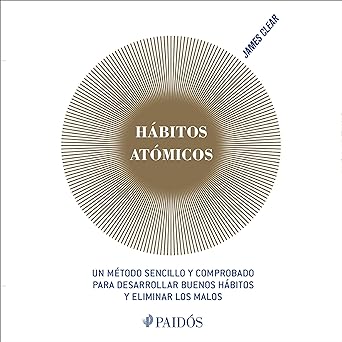 JAMES CLEAR
HÁBITOS
ATÓMICOS
UN MÉTODO SENCILLO Y COMPROBADO
PARA DESARROLLAR BUENOS HÁBITOS
Y ELIMINAR LOS MALOS
PAIDÓS